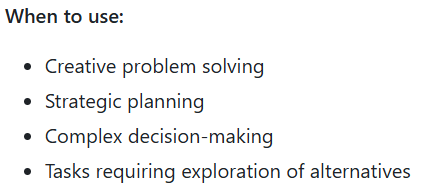 When to use:
• Creative problem solving
• Strategic planning
• Complex decision-making
• Tasks requiring exploration of alternatives